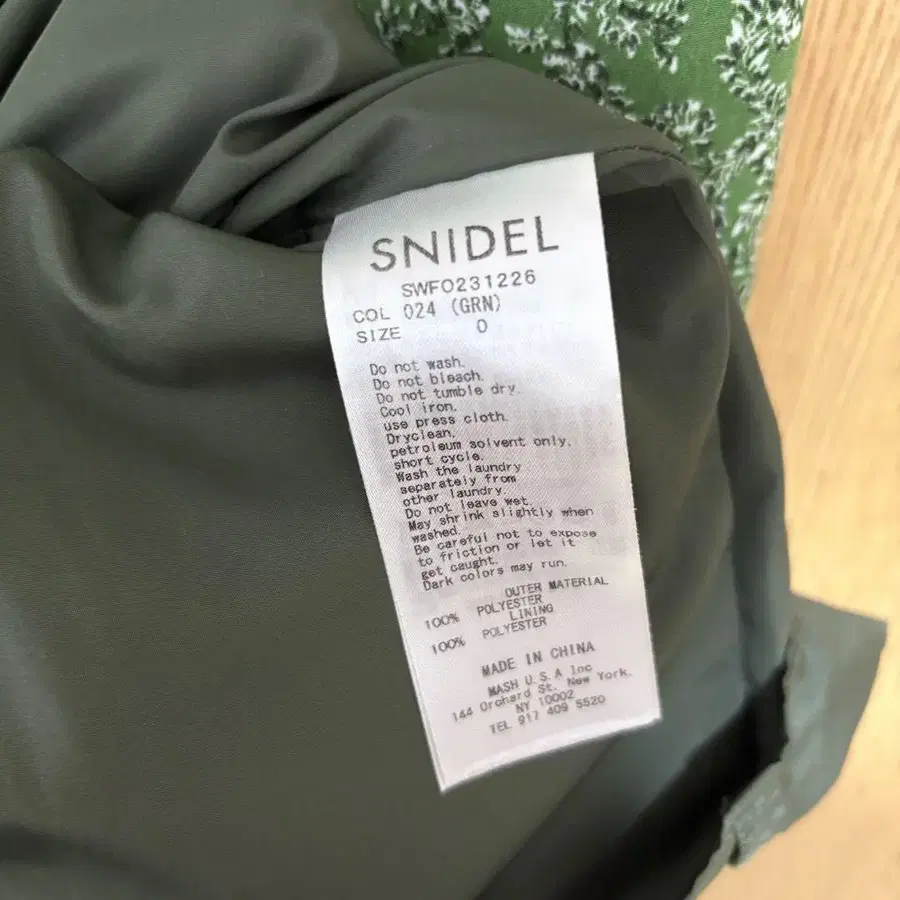 SNIDEL
SWFO231226
COL 024 (GRN)
SIZE 0
Do not wash.
Do not bleach.
Do not tumble dry.
Cool iron.
use press cloth.
Dryclean,
petroleum solvent only,
short cycle.
Wash the laundry
separately from
other laundry.
Do not leave wet.
May shrink slightly when
washed.
Be careful not to expose
to friction or let it
get caught.
Dark colors may run.
OUTER MATERIAL
100% POLYESTER
LINING
100% POLYESTER
MADE IN CHINA
MASH U.S.A Inc
144 Orchard St. New York.
NY 10002
TEL 917 409 5520